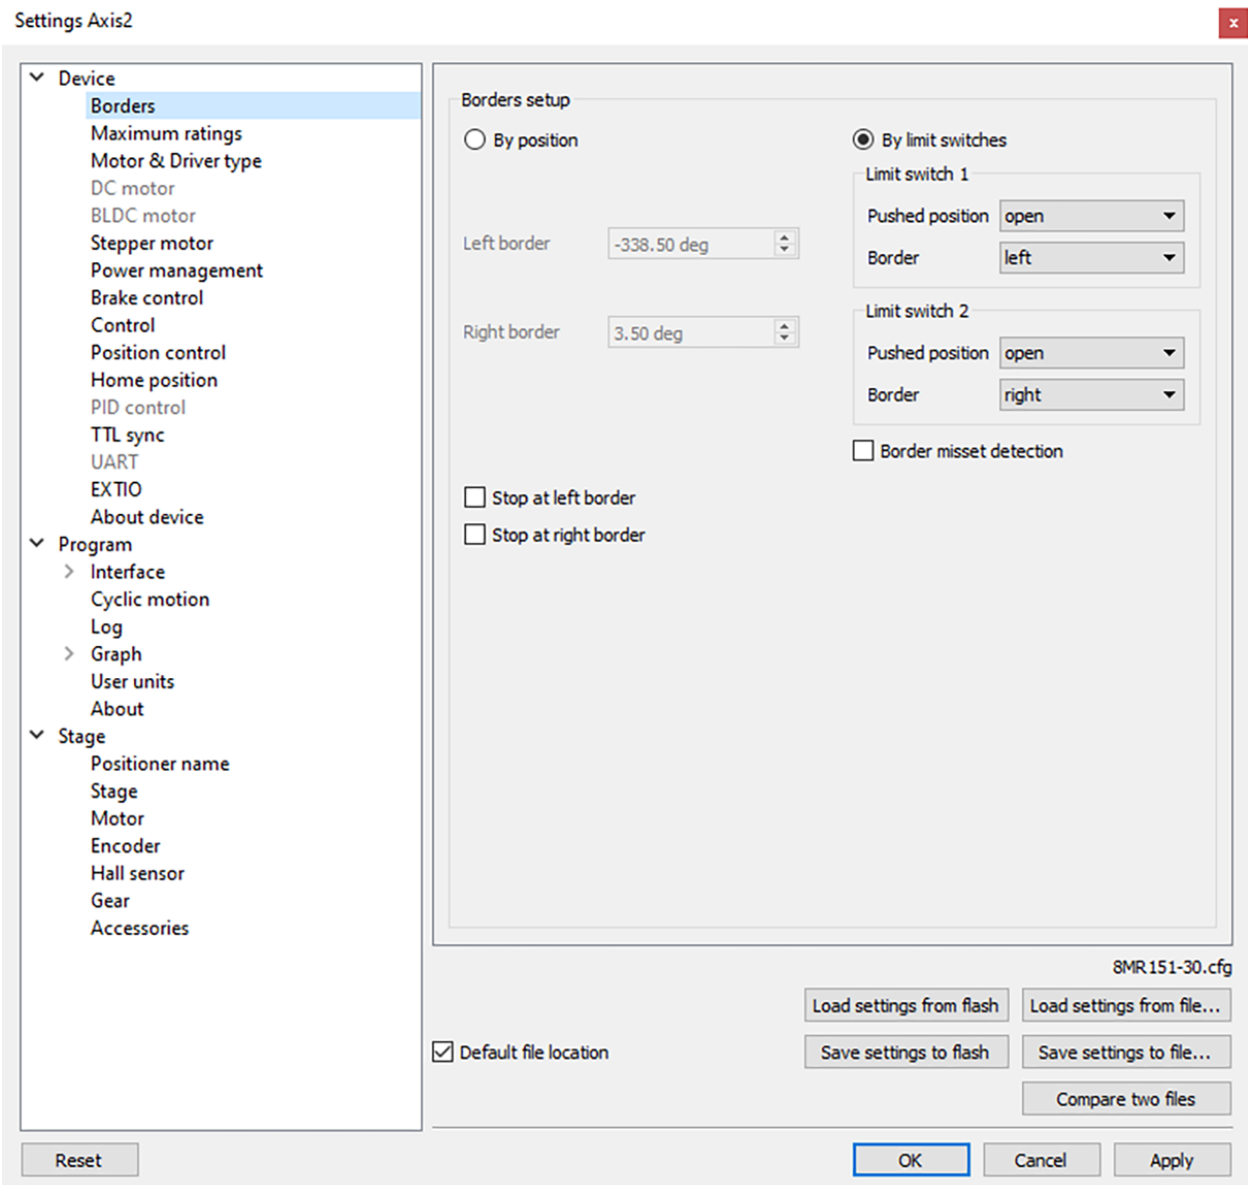 Settings Axis2
x
Device
Borders
Maximum ratings
Motor & Driver type
DC motor
BLDC motor
Stepper motor
Power management
Brake control
Control
Position control
Home position
PID control
TTL sync
UART
EXTIO
About device
Program
Interface
Cyclic motion
Log
Graph
User units
About
Stage
Positioner name
Stage
Motor
Encoder
Hall sensor
Gear
Accessories
Borders setup
By position
By limit switches
Limit switch 1
Pushed position open
Left border -338.50 deg
Border left
Limit switch 2
Right border 3.50 deg
Pushed position open
Border right
Border misset detection
Stop at left border
Stop at right border
8MR151-30.cfg
Load settings from flash
Load settings from file...
Default file location
Save settings to flash
Save settings to file...
Compare two files
Reset
OK
Cancel
Apply